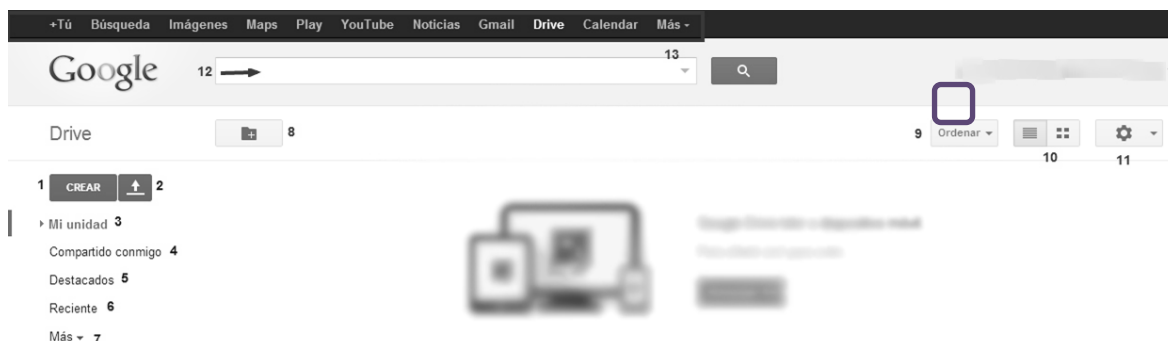 +Tú Búsqueda Imágenes Maps Play YouTube Noticias Gmail Drive Calendar Más
Google 12 13
Drive 8 9 Ordenar
10 11
1 CREAR 2
Mi unidad 3
Compartido conmigo 4
Destacados 5
Reciente 6
Más 7